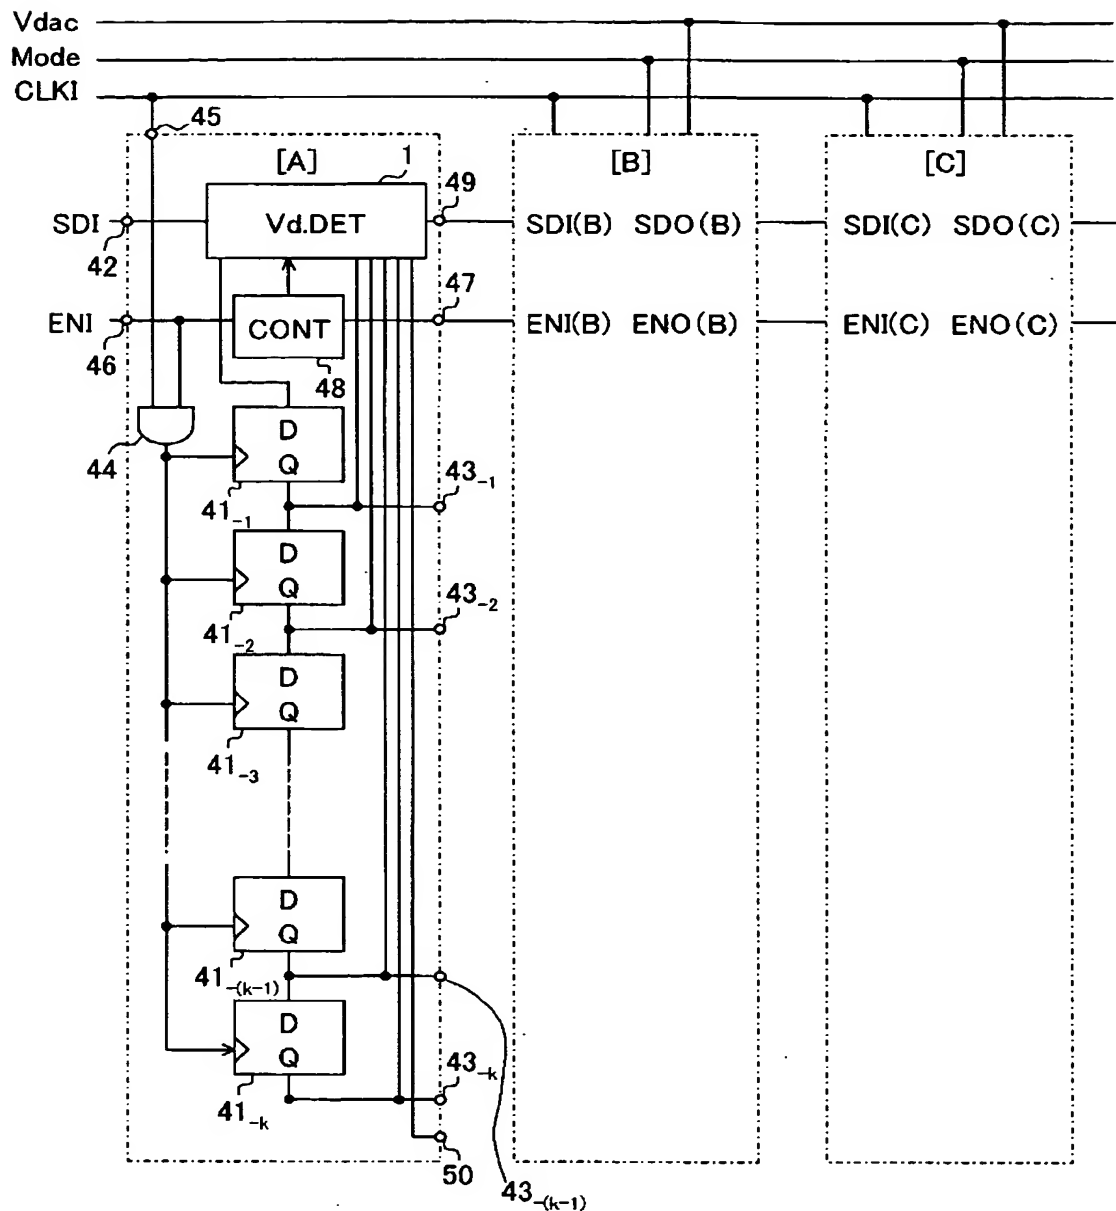 Vdac
Mode
CLKI
45
[A]
1
49
[B]
[C]
SDI
Vd.DET
SDI(B) SDO(B)
SDI(C) SDO(C)
42
47
ENI
CONT
ENI(B) ENO(B)
ENI(C) ENO(C)
46
48
D
Q
44
41-1
43-1
D
Q
41-2
43-2
D
Q
41-3
D
Q
41-(k-1)
D
Q
41-k
43-k
50
43-(k-1)